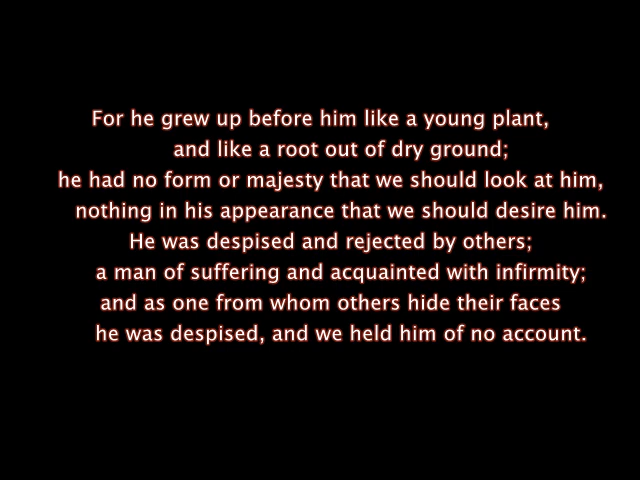 For he grew up before him like a young plant,
and like a root out of dry ground;
he had no form or majesty that we should look at him,
nothing in his appearance that we should desire him.
He was despised and rejected by others;
a man of suffering and acquainted with infirmity;
and as one from whom others hide their faces
he was despised, and we held him of no account.